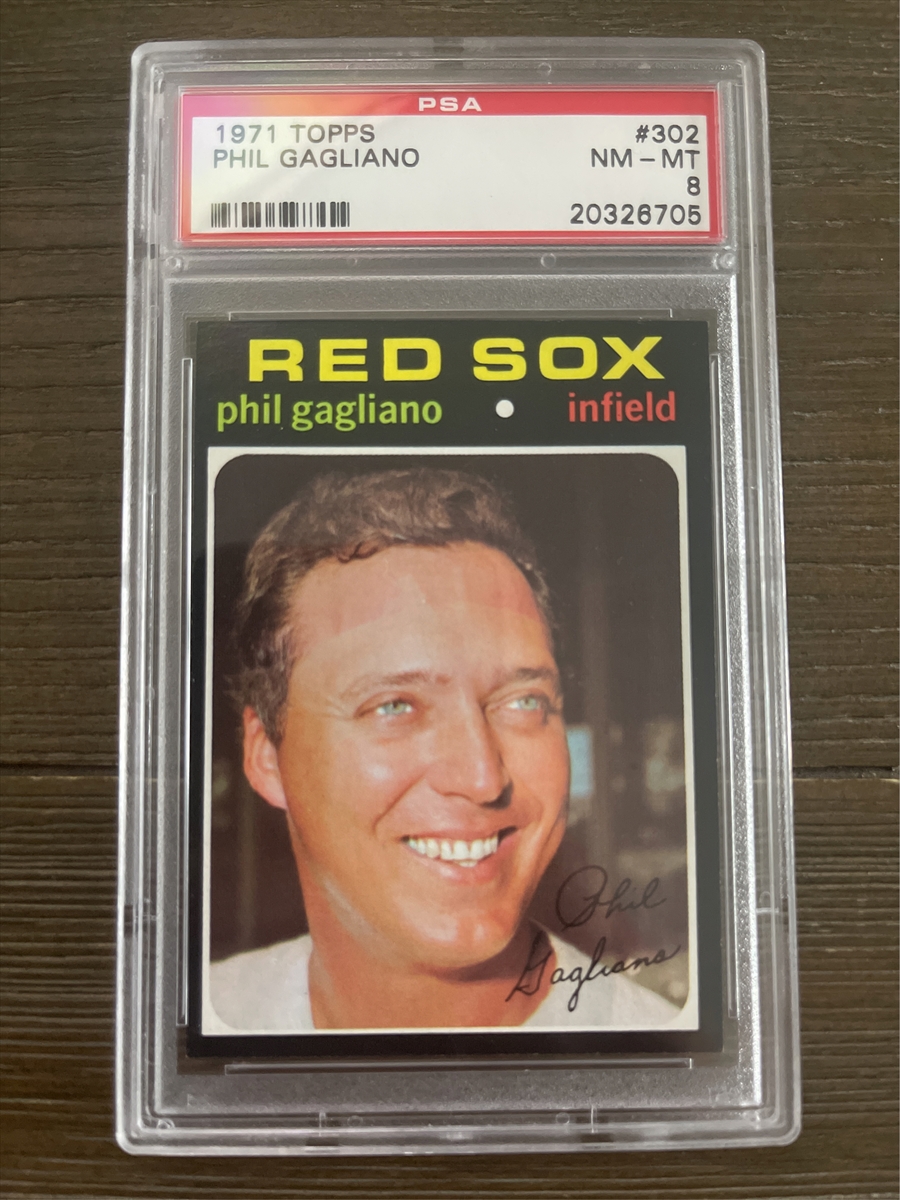 PSA
1971 TOPPS #302
PHIL GAGLIANO NM - MT
8
20326705
RED SOX
phil gagliano infield
Phil
Gagliano